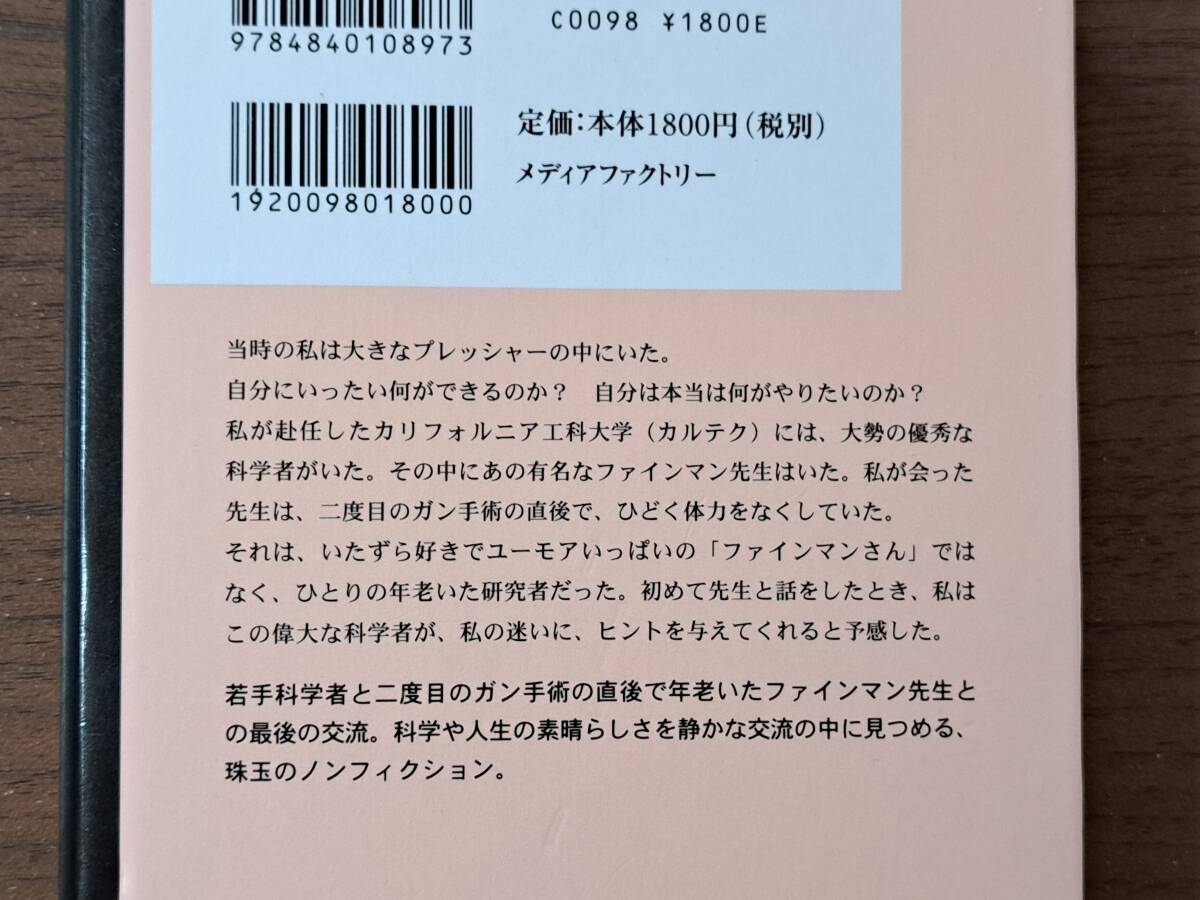 9784840108973
C0098 ¥1800E
1920098018000
定価：本体1800円（税別）
メディアファクトリー
当時の私は大きなプレッシャーの中にいた。
自分にいったい何ができるのか？　自分は本当は何がやりたいのか？
私が赴任したカリフォルニア工科大学（カルテク）には、大勢の優秀な
科学者がいた。その中にあの有名なファインマン先生はいた。私が会った
先生は、二度目のガン手術の直後で、ひどく体力をなくしていた。
それは、いたずら好きでユーモアいっぱいの「ファインマンさん」では
なく、ひとりの年老いた研究者だった。初めて先生と話をしたとき、私は
この偉大な科学者が、私の迷いに、ヒントを与えてくれると予感した。
若手科学者と二度目のガン手術の直後で年老いたファインマン先生と
の最後の交流。科学や人生の素晴らしさを静かな交流の中に見つめる、
珠玉のノンフィクション。